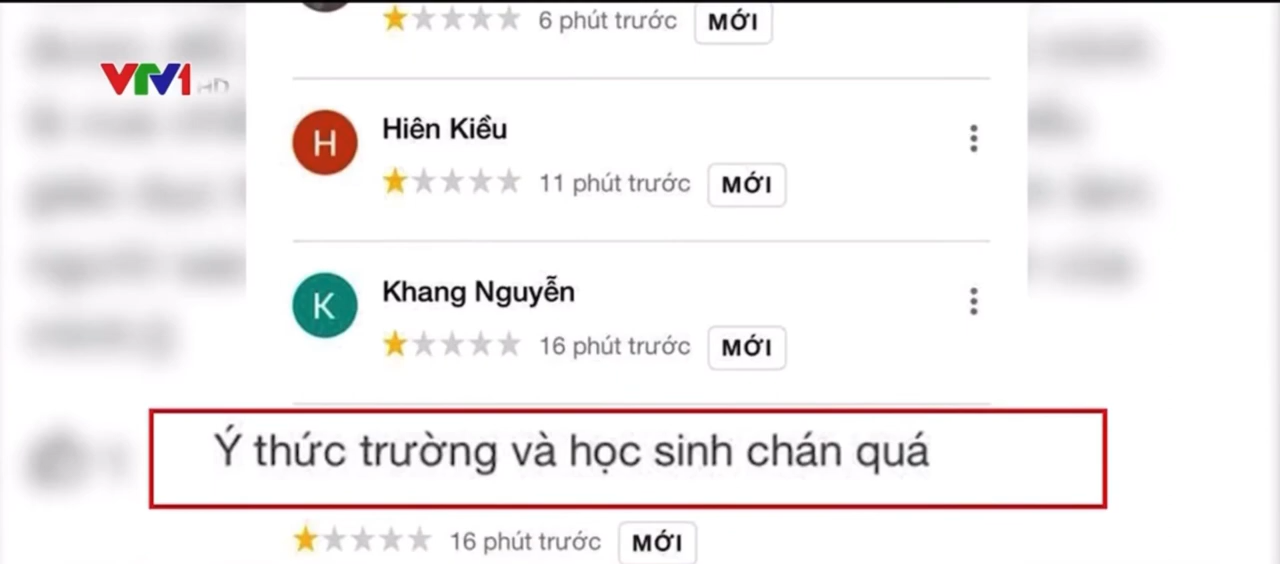 6 phút trước MỚI
VTV1 HD
H Hiên Kiều
11 phút trước MỚI
K Khang Nguyễn
16 phút trước MỚI
Ý thức trường và học sinh chán quá
16 phút trước MỚI